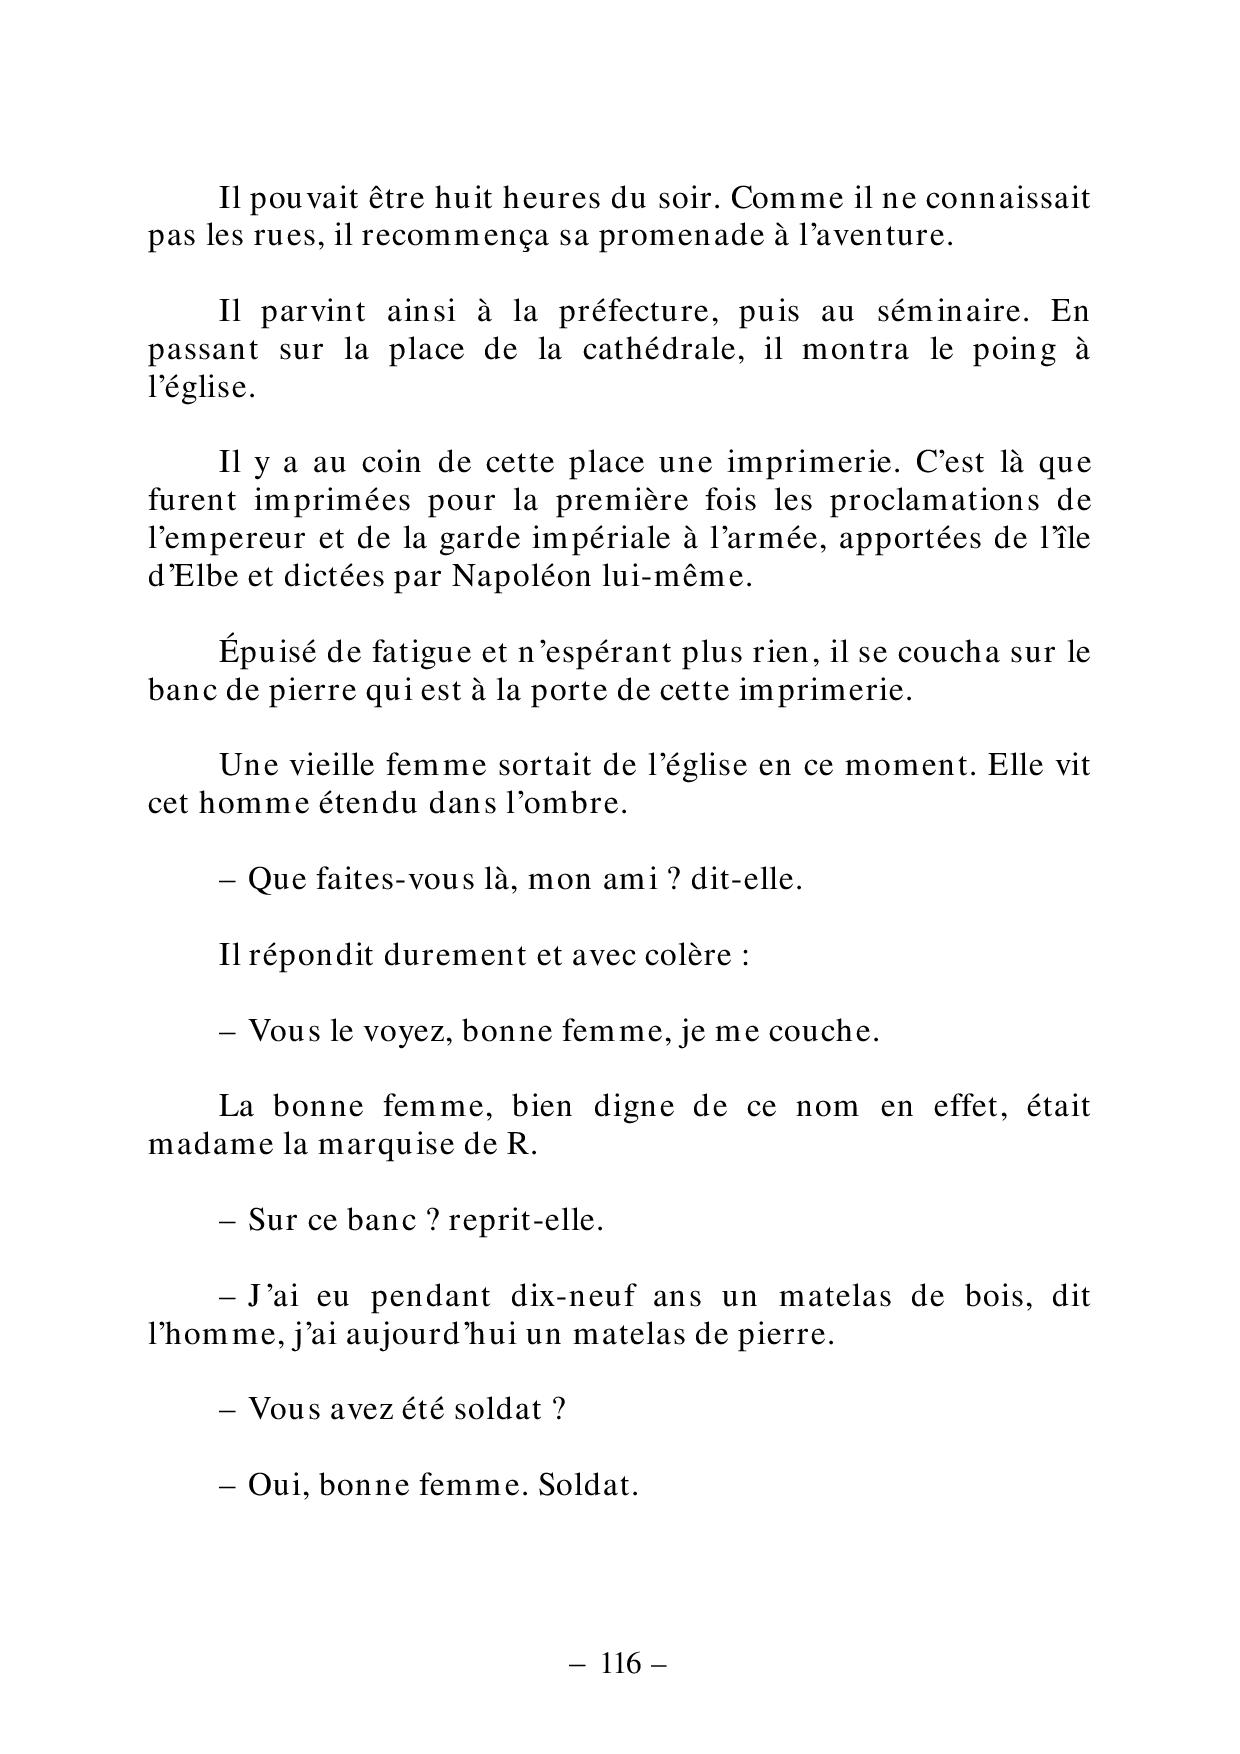 Il pouvait être huit heures du soir. Comme il ne connaissait
pas les rues, il recommença sa promenade à l’aventure.
Il parvint ainsi à la préfecture, puis au séminaire. En
passant sur la place de la cathédrale, il montra le poing à
l’église.
Il y a au coin de cette place une imprimerie. C’est là que
furent imprimées pour la première fois les proclamations de
l’empereur et de la garde impériale à l’armée, apportées de l’île
d’Elbe et dictées par Napoléon lui-même.
Épuisé de fatigue et n’espérant plus rien, il se coucha sur le
banc de pierre qui est à la porte de cette imprimerie.
Une vieille femme sortait de l’église en ce moment. Elle vit
cet homme étendu dans l’ombre.
– Que faites-vous là, mon ami ? dit-elle.
Il répondit durement et avec colère :
– Vous le voyez, bonne femme, je me couche.
La bonne femme, bien digne de ce nom en effet, était
madame la marquise de R.
– Sur ce banc ? reprit-elle.
– J’ai eu pendant dix-neuf ans un matelas de bois, dit
l’homme, j’ai aujourd’hui un matelas de pierre.
– Vous avez été soldat ?
– Oui, bonne femme. Soldat.
– 116 –